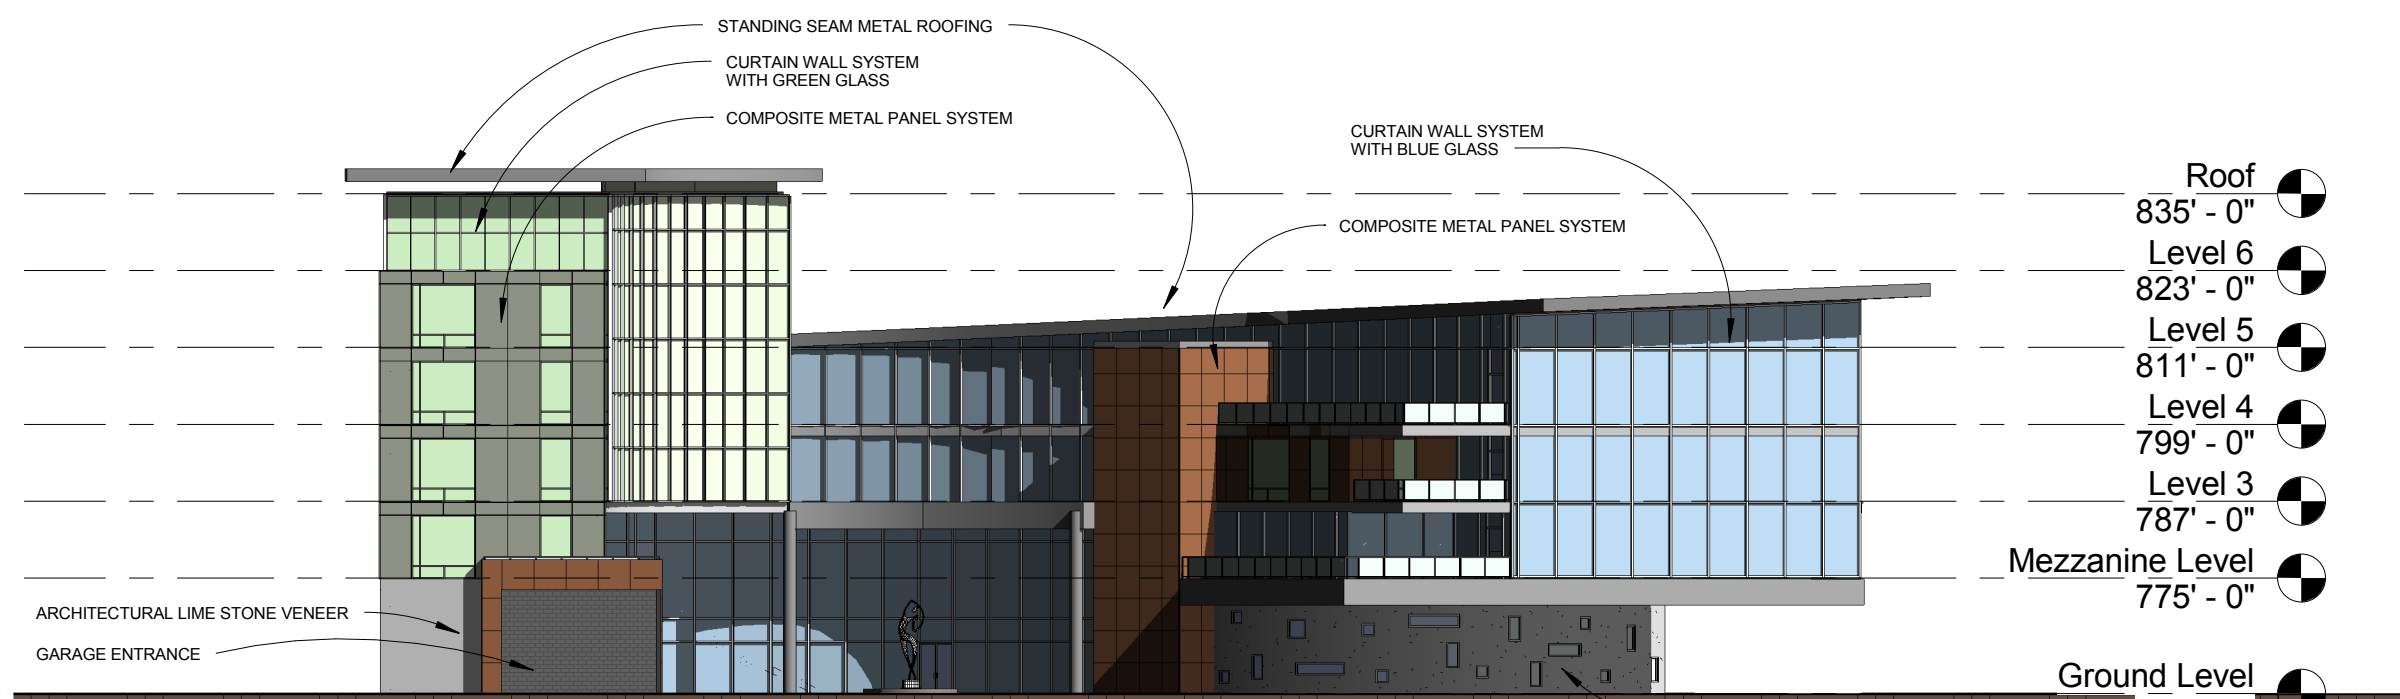 STANDING SEAM METAL ROOFING
CURTAIN WALL SYSTEM
WITH GREEN GLASS
COMPOSITE METAL PANEL SYSTEM
CURTAIN WALL SYSTEM
WITH BLUE GLASS
COMPOSITE METAL PANEL SYSTEM
Roof
835' - 0"
Level 6
823' - 0"
Level 5
811' - 0"
Level 4
799' - 0"
Level 3
787' - 0"
Mezzanine Level
775' - 0"
ARCHITECTURAL LIME STONE VENEER
GARAGE ENTRANCE
Ground Level